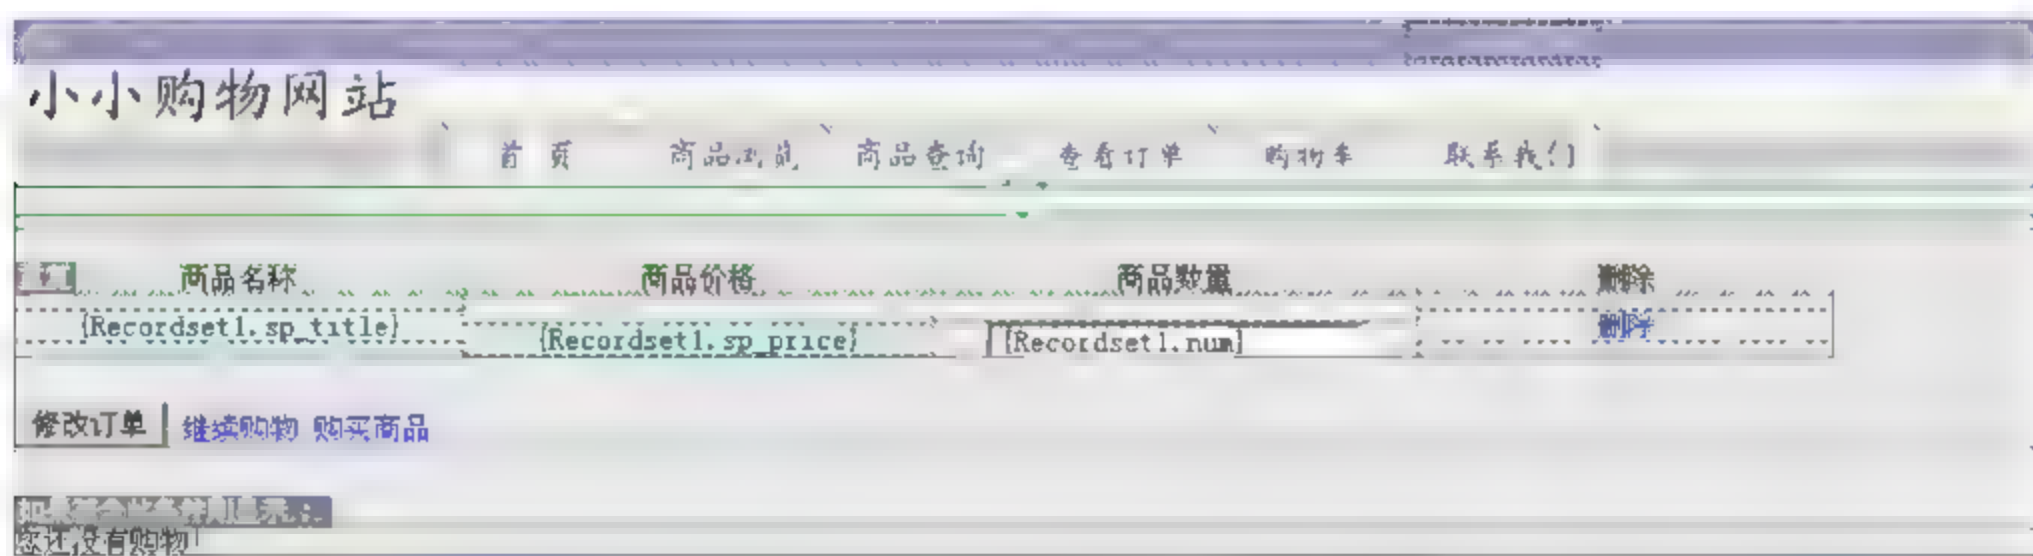 小小购物网站
首 页 商品浏览 商品查询 查看订单 购物车 联系我们
商品名称 商品价格 商品数量 删除
{Recordset1.sp_title} {Recordset1.sp_price} {Recordset1.num} 删除
修改订单 继续购物 购买商品
您还没有购物!